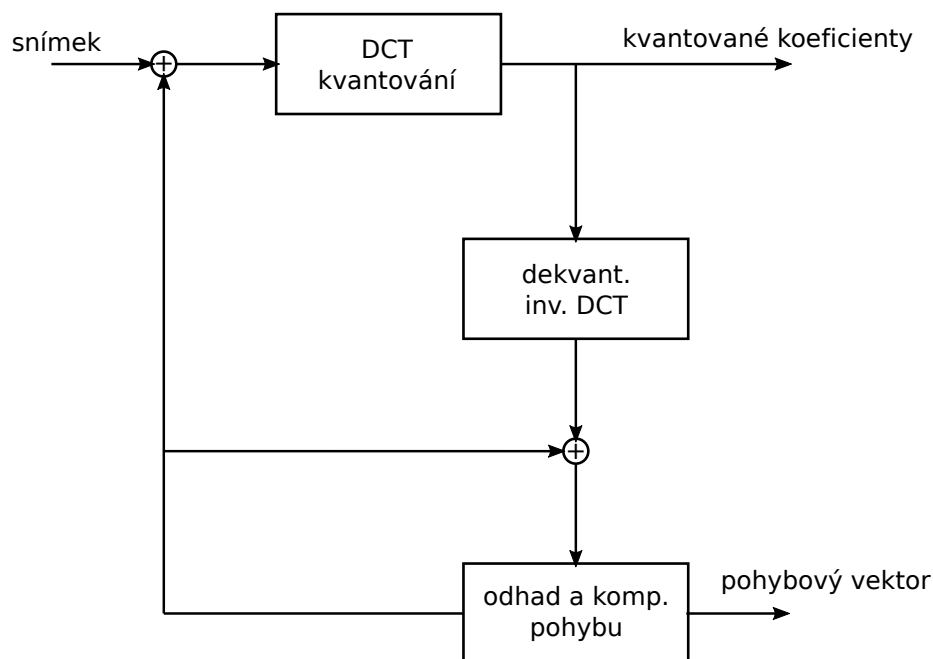 snímek
DCT
kvantování
kvantované koeficienty
dekvant.
inv. DCT
odhad a komp.
pohybu
pohybový vektor